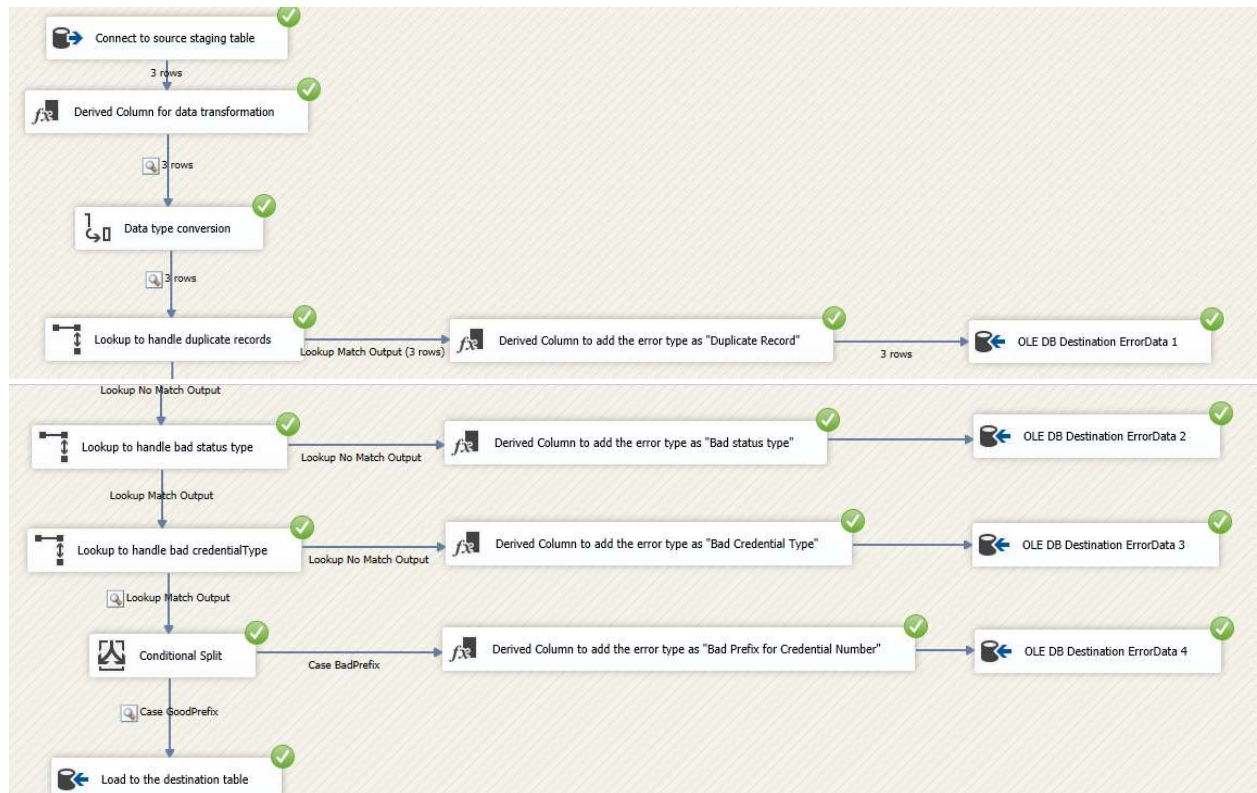 Connect to source staging table
3 rows
Derived Column for data transformation
3 rows
Data type conversion
3 rows
Lookup to handle duplicate records
Lookup Match Output (3 rows)
Derived Column to add the error type as "Duplicate Record"
3 rows
OLE DB Destination ErrorData 1
Lookup No Match Output
Lookup to handle bad status type
Lookup No Match Output
Derived Column to add the error type as "Bad status type"
OLE DB Destination ErrorData 2
Lookup Match Output
Lookup to handle bad credentialType
Lookup No Match Output
Derived Column to add the error type as "Bad Credential Type"
OLE DB Destination ErrorData 3
Lookup Match Output
Conditional Split
Case BadPrefix
Derived Column to add the error type as "Bad Prefix for Credential Number"
OLE DB Destination ErrorData 4
Case GoodPrefix
Load to the destination table